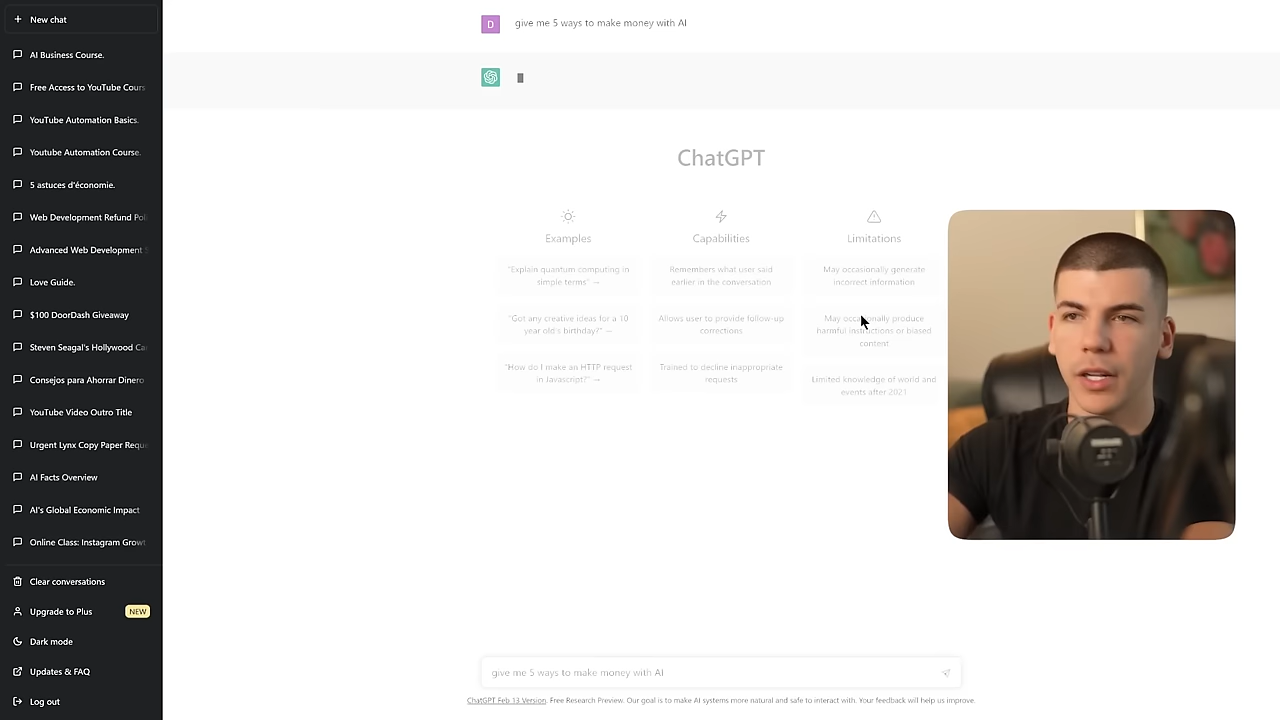 New chat
AI Business Course.
Free Access to YouTube Cours
YouTube Automation Basics.
Youtube Automation Course.
5 astuces d'économie.
Web Development Refund Poli
Advanced Web Development
Love Guide.
$100 DoorDash Giveaway
Steven Seagal's Hollywood Ca
Consejos para Ahorrar Dinero
YouTube Video Outro Title
Urgent Lynx Copy Paper Requ
AI Facts Overview
AI's Global Economic Impact
Online Class: Instagram Growt
Clear conversations
Upgrade to Plus
NEW
Dark mode
Updates & FAQ
Log out
D
give me 5 ways to make money with AI
ChatGPT
Examples
"Explain quantum computing in
simple terms" →
"Got any creative ideas for a 10
year old's birthday?" →
"How do I make an HTTP request
in Javascript?" →
Capabilities
Remembers what user said
earlier in the conversation
Allows user to provide follow-up
corrections
Trained to decline inappropriate
requests
Limitations
May occasionally generate
incorrect information
May occasionally produce
harmful instructions or biased
content
Limited knowledge of world and
events after 2021
give me 5 ways to make money with AI
ChatGPT Feb 13 Version. Free Research Preview. Our goal is to make AI systems more natural and safe to interact with. Your feedback will help us improve.